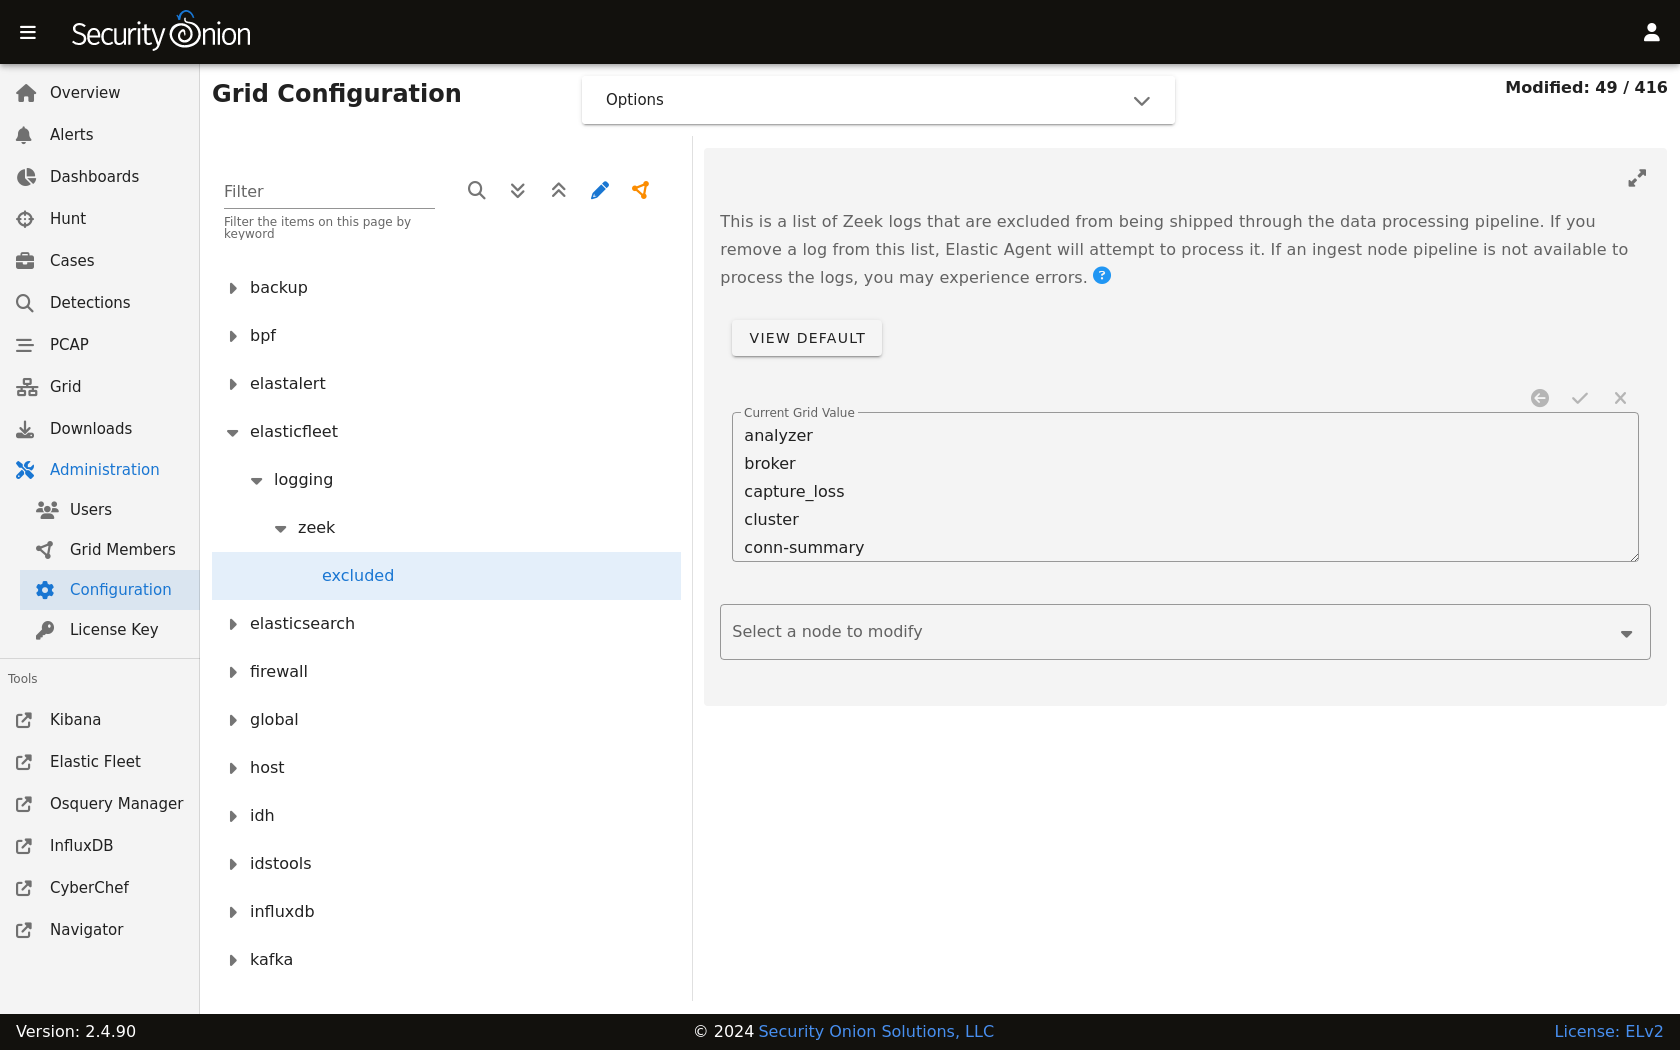 Security Onion
Overview
Alerts
Dashboards
Hunt
Cases
Detections
PCAP
Grid
Downloads
Administration
Users
Grid Members
Configuration
License Key
Tools
Kibana
Elastic Fleet
Osquery Manager
InfluxDB
CyberChef
Navigator
Grid Configuration
Options
Modified: 49 / 416
Filter
Filter the items on this page by
keyword
backup
bpf
elastalert
elasticfleet
logging
zeek
excluded
elasticsearch
firewall
global
host
idh
idstools
influxdb
kafka
This is a list of Zeek logs that are excluded from being shipped through the data processing pipeline. If you
remove a log from this list, Elastic Agent will attempt to process it. If an ingest node pipeline is not available to
process the logs, you may experience errors. ?
VIEW DEFAULT
Current Grid Value
analyzer
broker
capture_loss
cluster
conn-summary
Select a node to modify
Version: 2.4.90
© 2024 Security Onion Solutions, LLC
License: ELv2